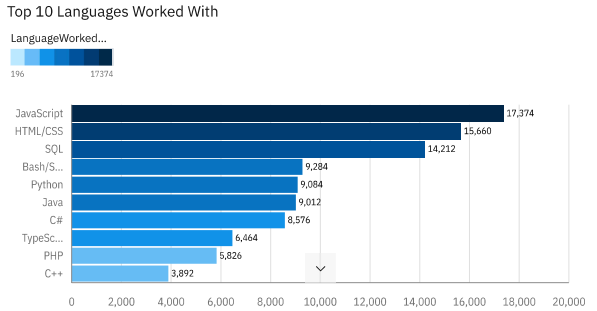 Top 10 Languages Worked With
LanguageWorked...
196 17374
JavaScript 17,374
HTML/CSS 15,660
SQL 14,212
Bash/S... 9,284
Python 9,084
Java 9,012
C# 8,576
TypeSc... 6,464
PHP 5,826
C++ 3,892
0 2,000 4,000 6,000 8,000 10,000 12,000 14,000 16,000 18,000 20,000